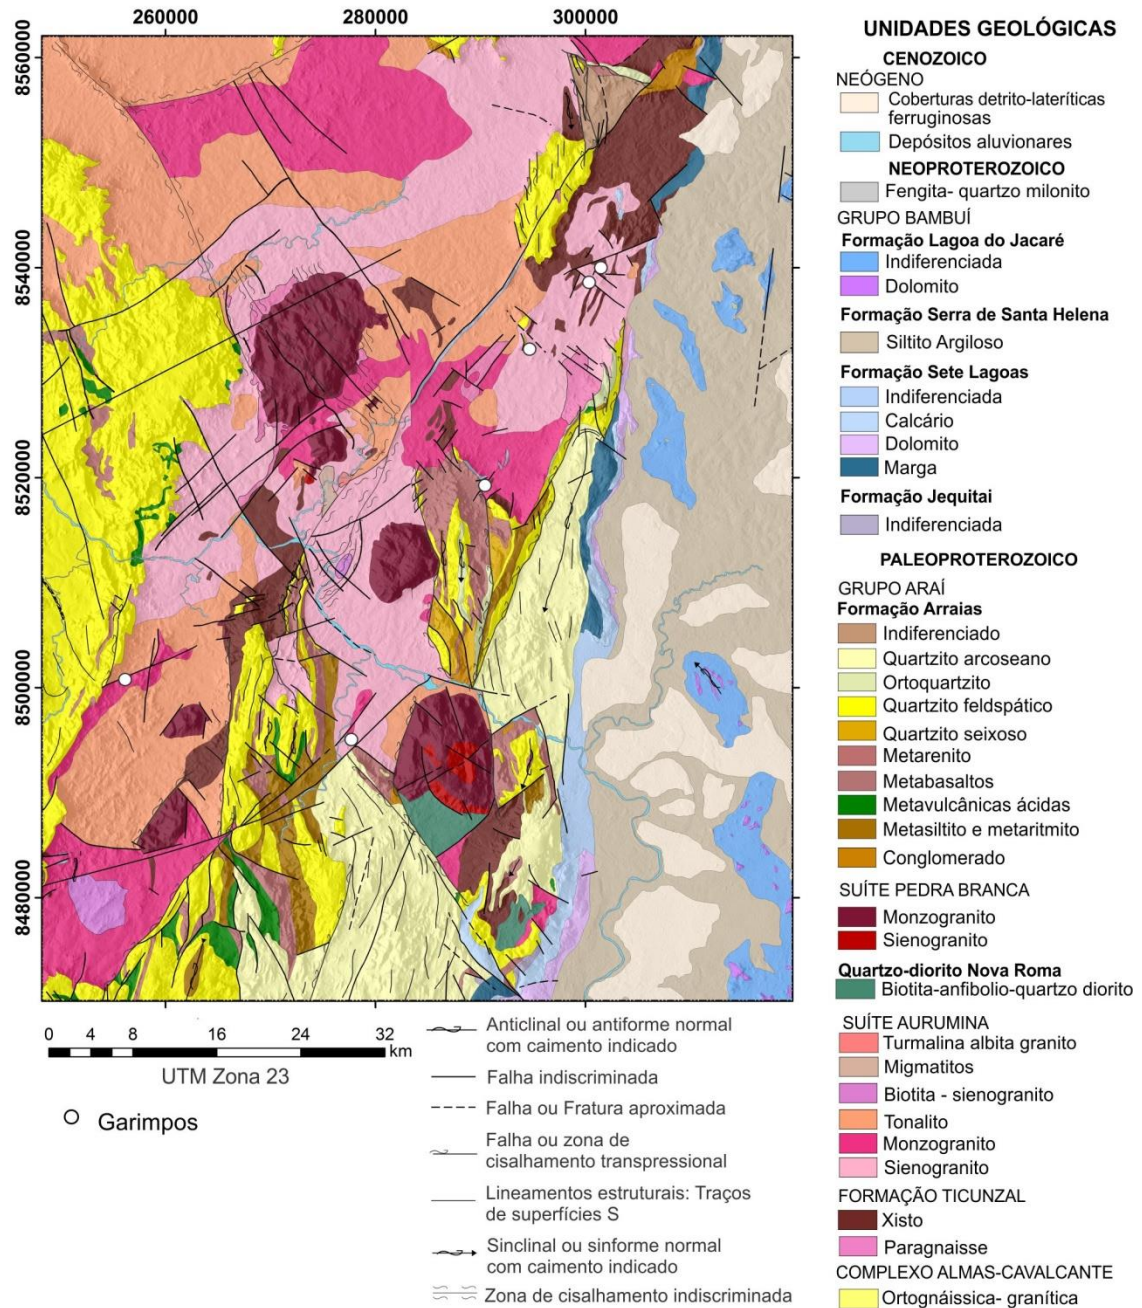 260000 280000 300000
8560000
8540000
8520000
8500000
8480000
0 4 8 16 24 32
km
UTM Zona 23
Garimpos
Anticlinal ou antiforme normal
com caimento indicado
Falha indiscriminada
Falha ou Fratura aproximada
Falha ou zona de
cisalhamento transpressional
Lineamentos estruturais: Traços
de superfícies S
Sinclinal ou sinforme normal
com caimento indicado
Zona de cisalhamento indiscriminada
UNIDADES GEOLÓGICAS
CENOZOICO
NEÓGENO
Coberturas detrito-lateríticas
ferruginosas
Depósitos aluvionares
NEOPROTEROZOICO
Fengita- quartzo milonito
GRUPO BAMBUÍ
Formação Lagoa do Jacaré
Indiferenciada
Dolomito
Formação Serra de Santa Helena
Siltito Argiloso
Formação Sete Lagoas
Indiferenciada
Calcário
Dolomito
Marga
Formação Jequitai
Indiferenciada
PALEOPROTEROZOICO
GRUPO ARAÍ
Formação Arraias
Indiferenciado
Quartzito arcoseano
Ortoquartzito
Quartzito feldspático
Quartzito seixoso
Metarenito
Metabasaltos
Metavulcânicas ácidas
Metasiltito e metaritmito
Conglomerado
SUÍTE PEDRA BRANCA
Monzogranito
Sienogranito
Quartzo-diorito Nova Roma
Biotita-anfibolio-quartzo diorito
SUÍTE AURUMINA
Turmalina albita granito
Migmatitos
Biotita - sienogranito
Tonalito
Monzogranito
Sienogranito
FORMAÇÃO TICUNZAL
Xisto
Paragnaisse
COMPLEXO ALMAS-CAVALCANTE
Ortognáissica- granítica